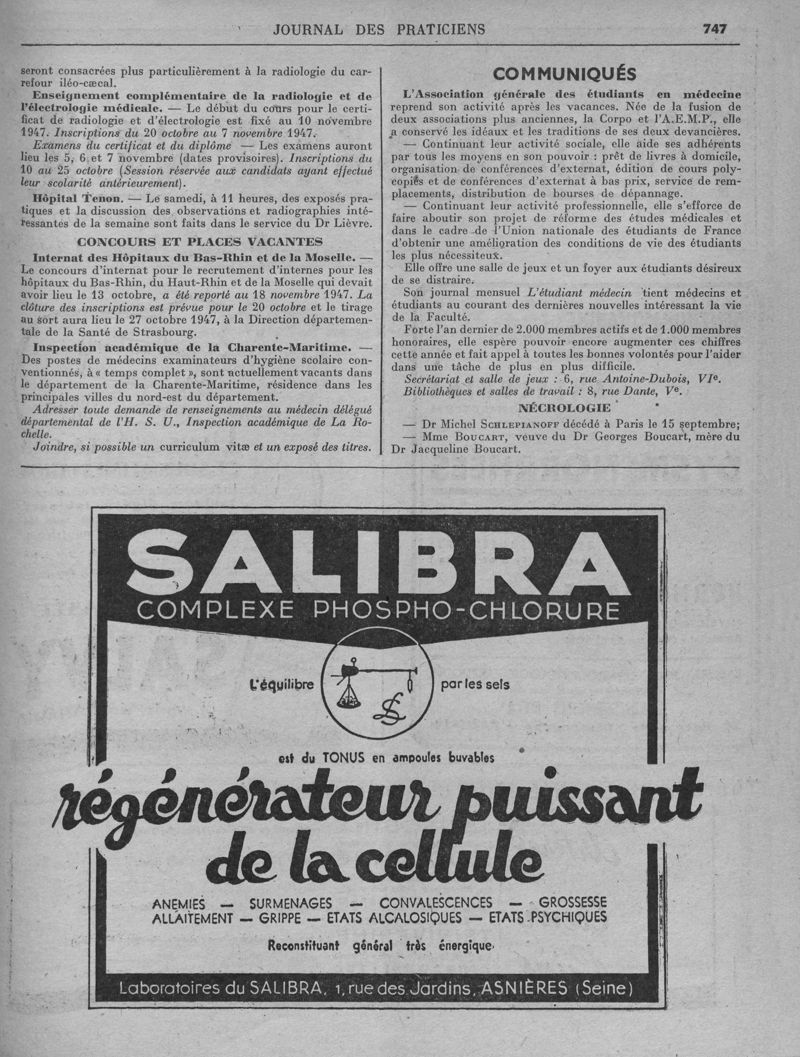 JOURNAL DES PRATICIENS
747
seront consacrées plus particulièrement à la radiologie du car-
refour iléo-cæcal.
Enseignement complémentaire de la radiologie et de
l'électrologie médicale. — Le début du cours pour le certi-
ficat de radiologie et d'électrologie est fixé au 10 novembre
1947. Inscriptions du 20 octobre au 7 novembre 1947.
Examens du certificat et du diplôme — Les examens auront
lieu les 5, 6 et 7 novembre (dates provisoires). Inscriptions du
10 au 25 octobre (Session réservée aux candidats ayant effectué
leur scolarité antérieurement).
Hôpital Tenon. — Le samedi, à 11 heures, des exposés pra-
tiques et la discussion des observations et radiographies inté-
ressantes de la semaine sont faits dans le service du Dr Lièvre.
CONCOURS ET PLACES VACANTES
Internat des Hôpitaux du Bas-Rhin et de la Moselle. —
Le concours d'internat pour le recrutement d'internes pour les
hôpitaux du Bas-Rhin, du Haut-Rhin et de la Moselle qui devait
avoir lieu le 13 octobre, a été reporté au 18 novembre 1947. La
clôture des inscriptions est prévue pour le 20 octobre et le tirage
au sort aura lieu le 27 octobre 1947, à la Direction départemen-
tale de la Santé de Strasbourg.
Inspection académique de la Charente-Maritime. —
Des postes de médecins examinateurs d'hygiène scolaire con-
ventionnés, à « temps complet », sont actuellement vacants dans
le département de la Charente-Maritime, résidence dans les
principales villes du nord-est du département.
Adresser toute demande de renseignements au médecin délégué
départemental de l'H. S. U., Inspection académique de La Ro-
chelle.
Joindre, si possible un curriculum vitæ et un exposé des titres.
COMMUNIQUÉS
L'Association générale des étudiants en médecine
reprend son activité après les vacances. Née de la fusion de
deux associations plus anciennes, la Corpo et l'A.E.M.P., elle
a conservé les idéaux et les traditions de ses deux devancières.
— Continuant leur activité sociale, elle aide ses adhérents
par tous les moyens en son pouvoir : prêt de livres à domicile,
organisation de conférences d'externat, édition de cours poly-
copiés et de conférences d'externat à bas prix, service de rem-
placements, distribution de bourses de dépannage.
— Continuant leur activité professionnelle, elle s'efforce de
faire aboutir son projet de réforme des études médicales et
dans le cadre de l'Union nationale des étudiants de France
d'obtenir une amélioration des conditions de vie des étudiants
les plus nécessiteux.
Elle offre une salle de jeux et un foyer aux étudiants désireux
de se distraire.
Son journal mensuel L'étudiant médecin tient médecins et
étudiants au courant des dernières nouvelles intéressant la vie
de la Faculté.
Forte l'an dernier de 2.000 membres actifs et de 1.000 membres
honoraires, elle espère pouvoir encore augmenter ces chiffres
cette année et fait appel à toutes les bonnes volontés pour l'aider
dans une tâche de plus en plus difficile.
Secrétariat et salle de jeux : 6, rue Antoine-Dubois, VIe.
Bibliothèques et salles de travail : 8, rue Dante, Ve.
NÉCROLOGIE
— Dr Michel SCHLEPIANOFF décédé à Paris le 15 septembre;
— Mme BOUCART, veuve du Dr Georges Boucart, mère du
Dr Jacqueline Boucart.
SALIBRA
COMPLEXE PHOSPHO-CHLORURE
L'équilibre par les sels
est du TONUS en ampoules buvables
régénérateur puissant
de la cellule
ANEMIES — SURMENAGES — CONVALESCENCES — GROSSESSE
ALLAITEMENT — GRIPPE — ETATS ALCALOSIQUES — ETATS PSYCHIQUES
Reconstituant général très énergique
Laboratoires du SALIBRA, 1, rue des Jardins, ASNIÈRES (Seine)